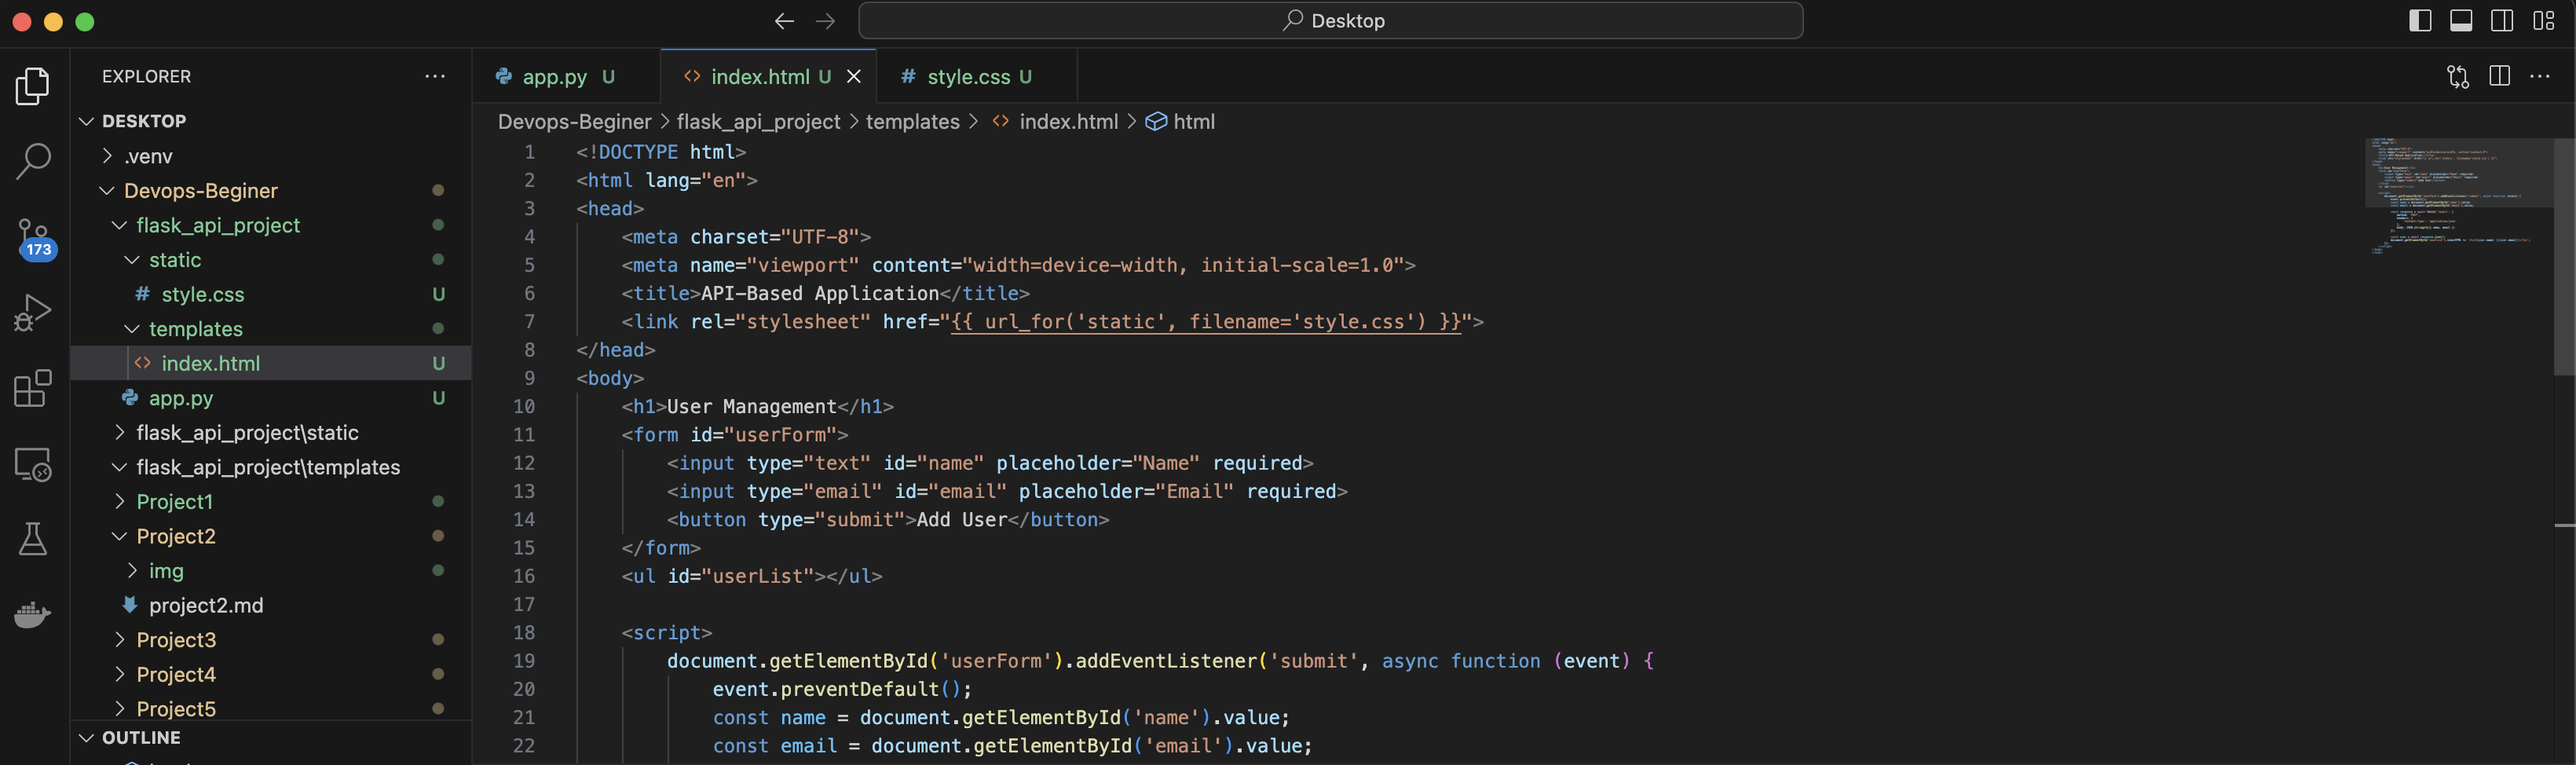 Desktop
EXPLORER
DESKTOP
.venv
Devops-Beginer
flask_api_project
static
# style.css U
templates
<> index.html U
app.py U
flask_api_project\static
flask_api_project\templates
Project1
Project2
img
project2.md
Project3
Project4
Project5
OUTLINE
173
app.py U
<> index.html U
# style.css U
Devops-Beginer > flask_api_project > templates > <> index.html > html
1 <!DOCTYPE html>
2 <html lang="en">
3 <head>
4 <meta charset="UTF-8">
5 <meta name="viewport" content="width=device-width, initial-scale=1.0">
6 <title>API-Based Application</title>
7 <link rel="stylesheet" href="{{ url_for('static', filename='style.css') }}">
8 </head>
9 <body>
10 <h1>User Management</h1>
11 <form id="userForm">
12 <input type="text" id="name" placeholder="Name" required>
13 <input type="email" id="email" placeholder="Email" required>
14 <button type="submit">Add User</button>
15 </form>
16 <ul id="userList"></ul>
17
18 <script>
19 document.getElementById('userForm').addEventListener('submit', async function (event) {
20 event.preventDefault();
21 const name = document.getElementById('name').value;
22 const email = document.getElementById('email').value;